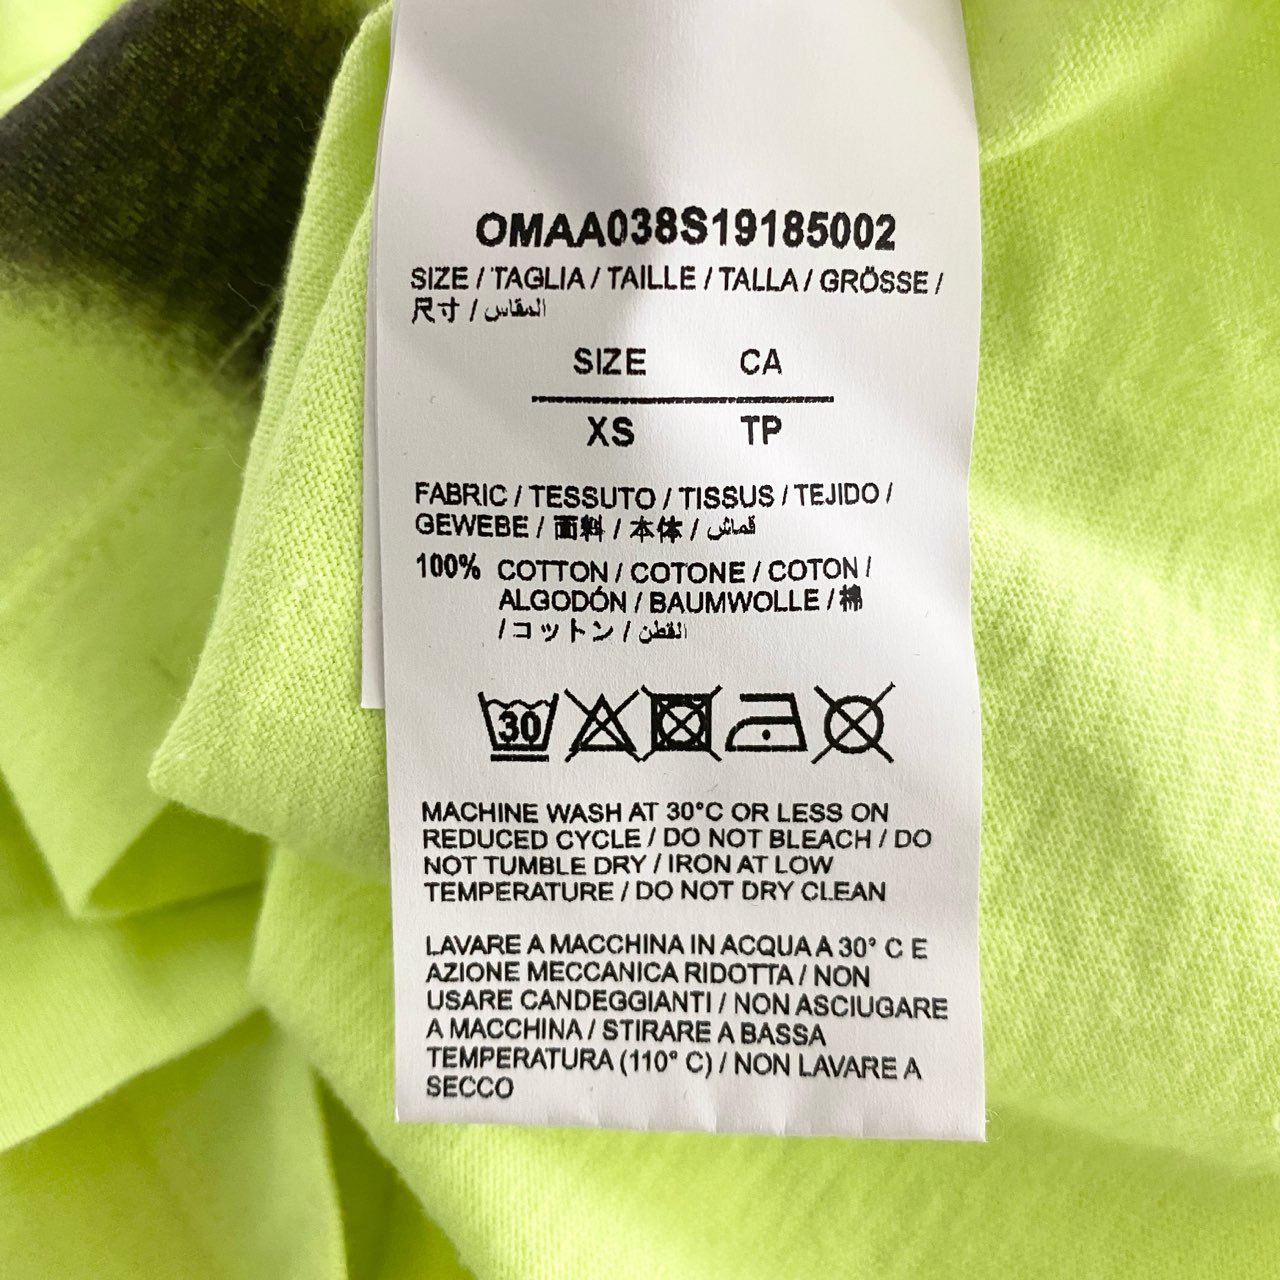 OMAA038S19185002
SIZE / TAGLIA / TAILLE / TALLA / GRÖSSE /
尺寸 / المقاس
SIZE CA
XS TP
FABRIC / TESSUTO / TISSUS / TEJIDO /
GEWEBE / 面料 / 本体 / قماش
100% COTTON / COTONE / COTON /
ALGODÓN / BAUMWOLLE / 棉
/ コットン / القطن
30
MACHINE WASH AT 30°C OR LESS ON
REDUCED CYCLE / DO NOT BLEACH / DO
NOT TUMBLE DRY / IRON AT LOW
TEMPERATURE / DO NOT DRY CLEAN
LAVARE A MACCHINA IN ACQUA A 30° C E
AZIONE MECCANICA RIDOTTA / NON
USARE CANDEGGIANTI / NON ASCIUGARE
A MACCHINA / STIRARE A BASSA
TEMPERATURA (110° C) / NON LAVARE A
SECCO